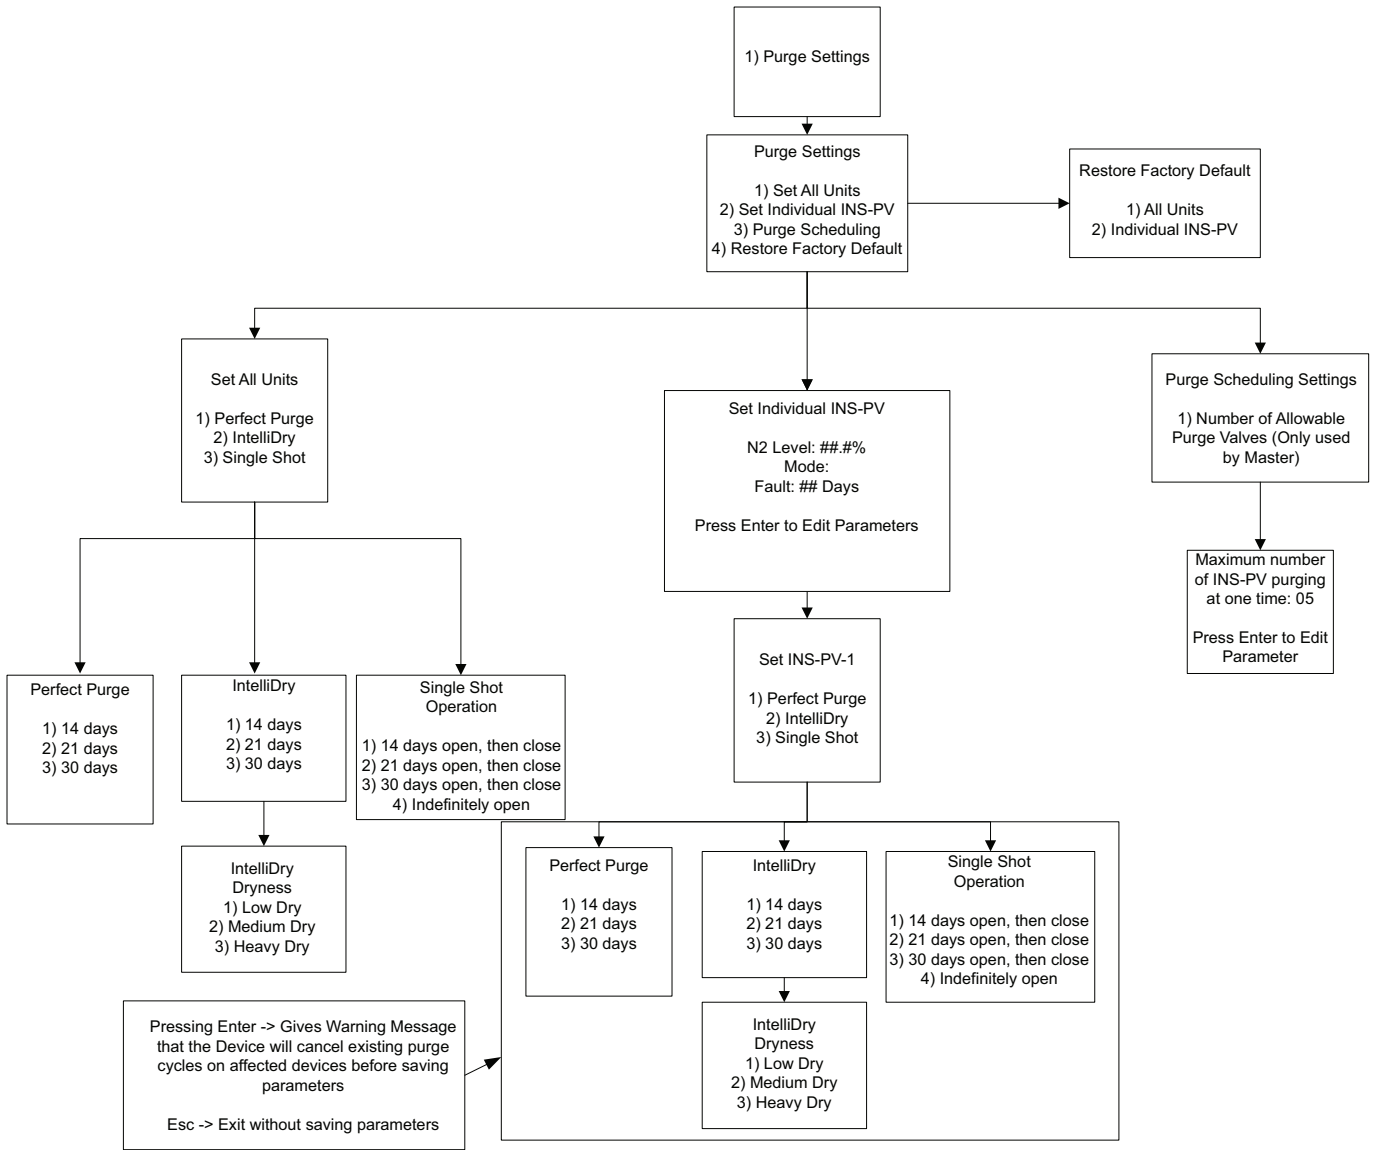 1) Purge Settings
Purge Settings
1) Set All Units
2) Set Individual INS-PV
3) Purge Scheduling
4) Restore Factory Default
Restore Factory Default
1) All Units
2) Individual INS-PV
Set All Units
1) Perfect Purge
2) IntelliDry
3) Single Shot
Set Individual INS-PV
N2 Level: ##.#%
Mode:
Fault: ## Days
Press Enter to Edit Parameters
Purge Scheduling Settings
1) Number of Allowable
Purge Valves (Only used
by Master)
Maximum number
of INS-PV purging
at one time: 05
Press Enter to Edit
Parameter
Perfect Purge
1) 14 days
2) 21 days
3) 30 days
IntelliDry
1) 14 days
2) 21 days
3) 30 days
Single Shot
Operation
1) 14 days open, then close
2) 21 days open, then close
3) 30 days open, then close
4) Indefinitely open
IntelliDry
Dryness
1) Low Dry
2) Medium Dry
3) Heavy Dry
Set INS-PV-1
1) Perfect Purge
2) IntelliDry
3) Single Shot
Perfect Purge
1) 14 days
2) 21 days
3) 30 days
IntelliDry
1) 14 days
2) 21 days
3) 30 days
Single Shot
Operation
1) 14 days open, then close
2) 21 days open, then close
3) 30 days open, then close
4) Indefinitely open
IntelliDry
Dryness
1) Low Dry
2) Medium Dry
3) Heavy Dry
Pressing Enter -> Gives Warning Message
that the Device will cancel existing purge
cycles on affected devices before saving
parameters
Esc -> Exit without saving parameters